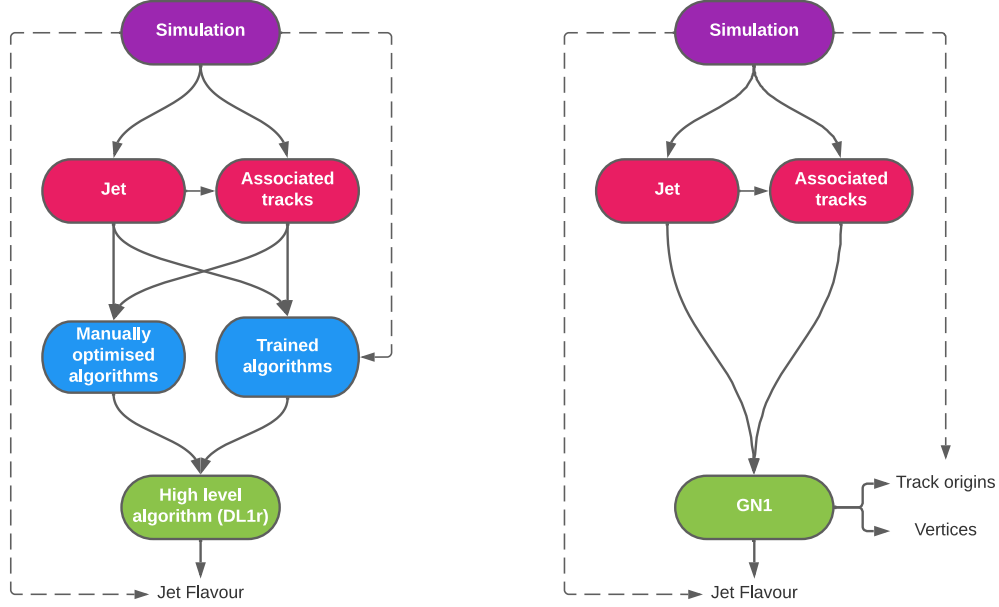 Simulation
Jet
Associated
tracks
Manually
optimised
algorithms
Trained
algorithms
High level
algorithm (DL1r)
Jet Flavour
Simulation
Jet
Associated
tracks
GN1
Track origins
Vertices
Jet Flavour